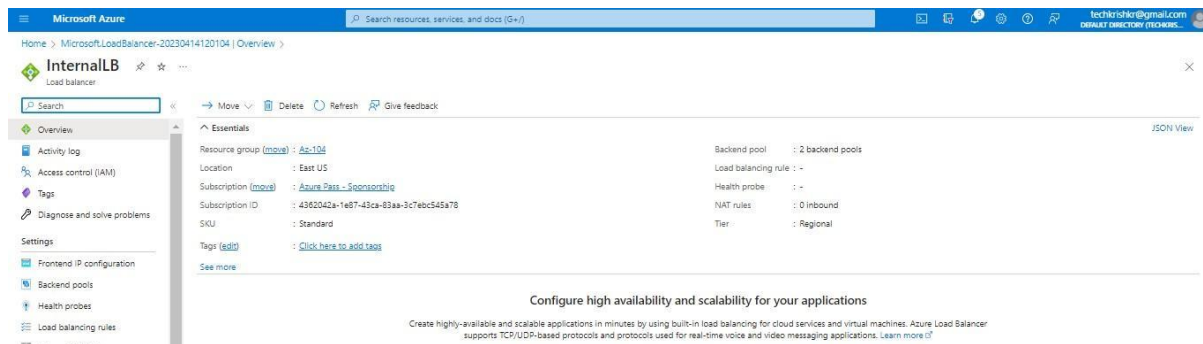 Microsoft Azure
Search resources, services, and docs (G+/)
techkrishkr@gmail.com
DEFAULT DIRECTORY (TECHKRIS...
Home > Microsoft.LoadBalancer-20230414120104 | Overview >
InternalLB
Load balancer
Search
Move
Delete
Refresh
Give feedback
Overview
Activity log
Access control (IAM)
Tags
Diagnose and solve problems
Settings
Frontend IP configuration
Backend pools
Health probes
Load balancing rules
Essentials
JSON View
Resource group (move) : Az-104
Location : East US
Subscription (move) : Azure Pass - Sponsorship
Subscription ID : 4362042a-1e87-43ca-83aa-3c7ebc545a78
SKU : Standard
Tags (edit) : Click here to add tags
See more
Backend pool : 2 backend pools
Load balancing rule : -
Health probe : -
NAT rules : 0 inbound
Tier : Regional
Configure high availability and scalability for your applications
Create highly-available and scalable applications in minutes by using built-in load balancing for cloud services and virtual machines. Azure Load Balancer
supports TCP/UDP-based protocols and protocols used for real-time voice and video messaging applications. Learn more